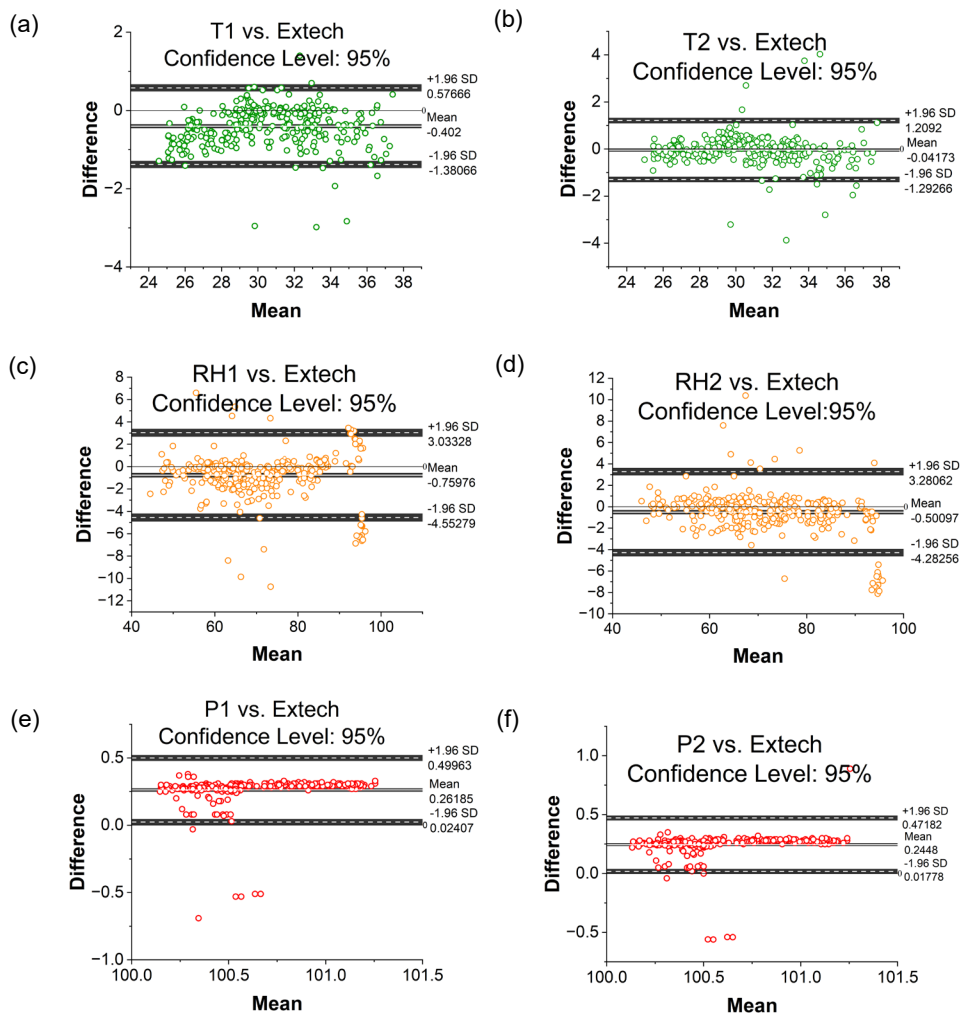 (a)
T1 vs. Extech
Confidence Level: 95%
Difference
2
0
−2
−4
24 26 28 30 32 34 36 38
Mean
+1.96 SD
0.57666
0
Mean
-0.402
-1.96 SD
-1.38066
(b)
T2 vs. Extech
Confidence Level: 95%
Difference
4
2
0
−2
−4
24 26 28 30 32 34 36 38
Mean
+1.96 SD
1.2092
Mean
0
-0.04173
-1.96 SD
-1.29266
(c)
RH1 vs. Extech
Confidence Level: 95%
Difference
8
6
4
2
0
−2
−4
−6
−8
−10
−12
40 60 80 100
Mean
+1.96 SD
3.03328
0
Mean
-0.75976
-1.96 SD
-4.55279
(d)
RH2 vs. Extech
Confidence Level:95%
Difference
12
10
8
6
4
2
0
−2
−4
−6
−8
−10
40 60 80 100
Mean
+1.96 SD
3.28062
0
Mean
-0.50097
-1.96 SD
-4.28256
(e)
P1 vs. Extech
Confidence Level: 95%
Difference
0.5
0.0
−0.5
−1.0
100.0 100.5 101.0 101.5
Mean
+1.96 SD
0.49963
Mean
0.26185
-1.96 SD
0.02407
0
(f)
P2 vs. Extech
Confidence Level: 95%
Difference
1.0
0.5
0.0
−0.5
100.0 100.5 101.0 101.5
Mean
+1.96 SD
0.47182
Mean
0.2448
-1.96 SD
0
0.01778